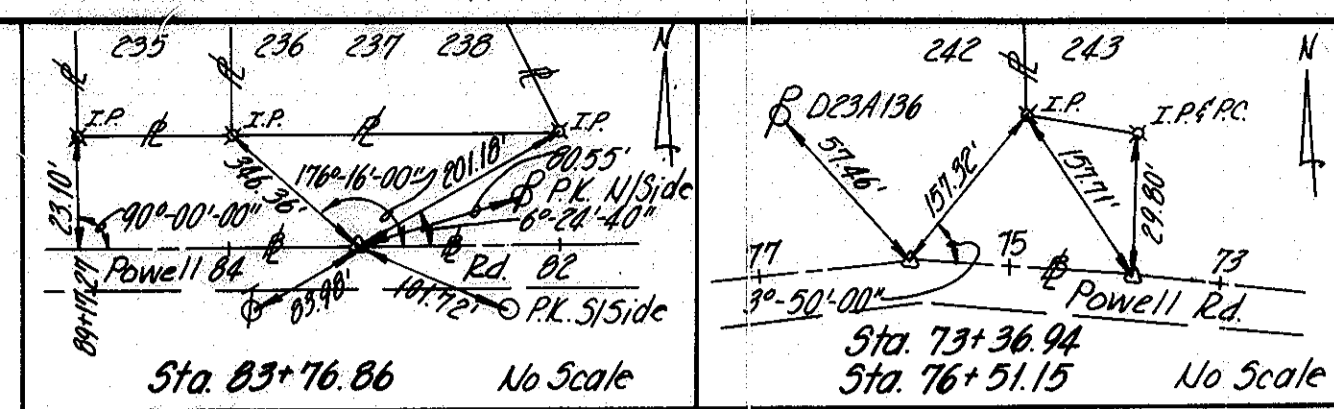 235 236 237 238 N
I.P. I.P. I.P.
23.10'
90°-00'-00"
346.36'
176°-16'-00"
201.18'
80.55'
P.K. N/Side
6°-24'-40"
Powell 84 Rd. 82
89+17.27
83.98'
101.72'
P.K. S/Side
Sta. 83+76.86 No Scale
242 243 N
D23A136
I.P.
I.P. & P.C.
57.46'
157.32'
157.71'
29.80'
77 75 73
3°-50'-00"
Powell Rd.
Sta. 73+36.94
Sta. 76+51.15 No Scale